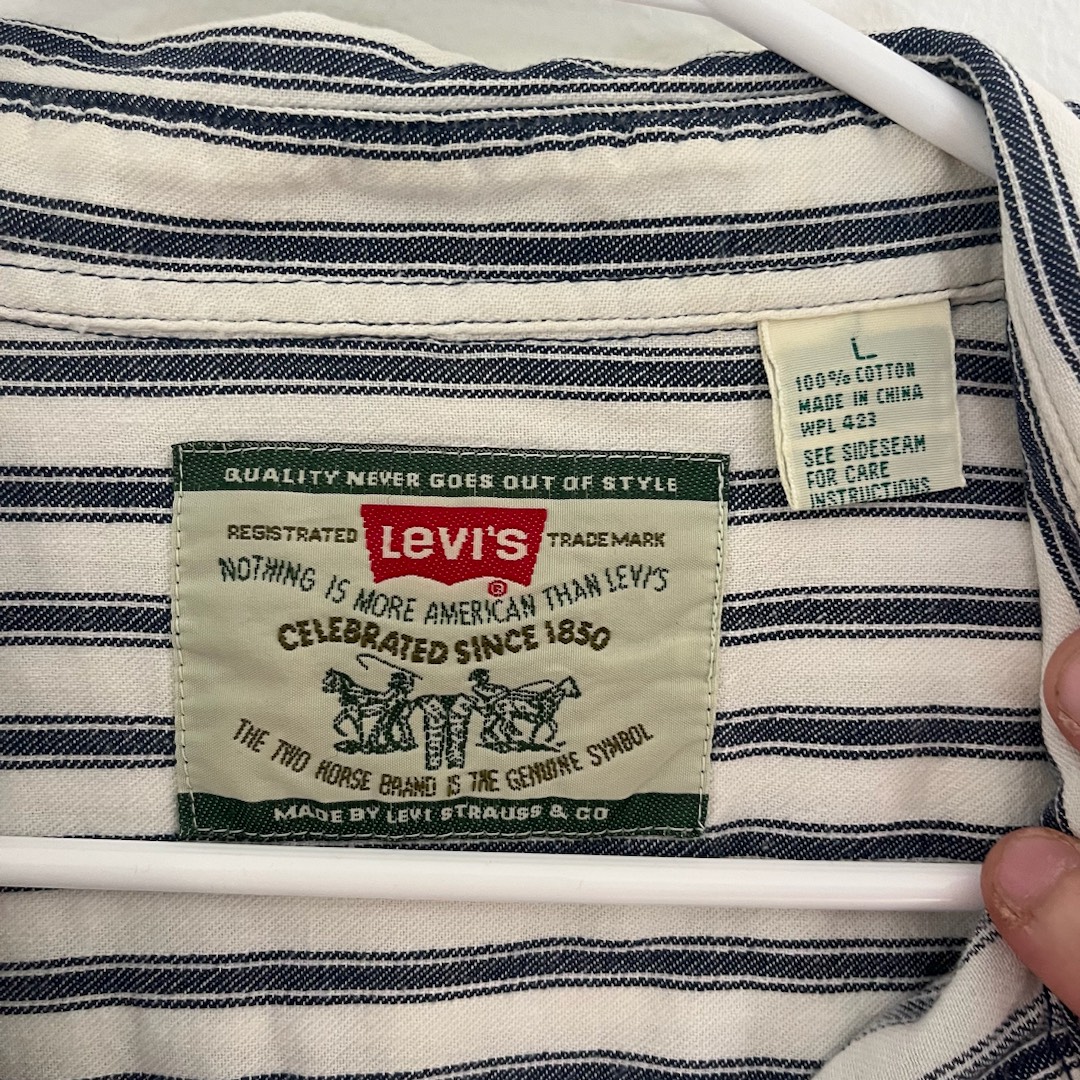 L
100% COTTON
MADE IN CHINA
WPL 423
SEE SIDESEAM
FOR CARE
INSTRUCTIONS
QUALITY NEVER GOES OUT OF STYLE
REGISTRATED LEVI'S TRADEMARK
®
NOTHING IS MORE AMERICAN THAN LEVI'S
CELEBRATED SINCE 1850
THE TWO HORSE BRAND IS THE GENUINE SYMBOL
MADE BY LEVI STRAUSS & CO